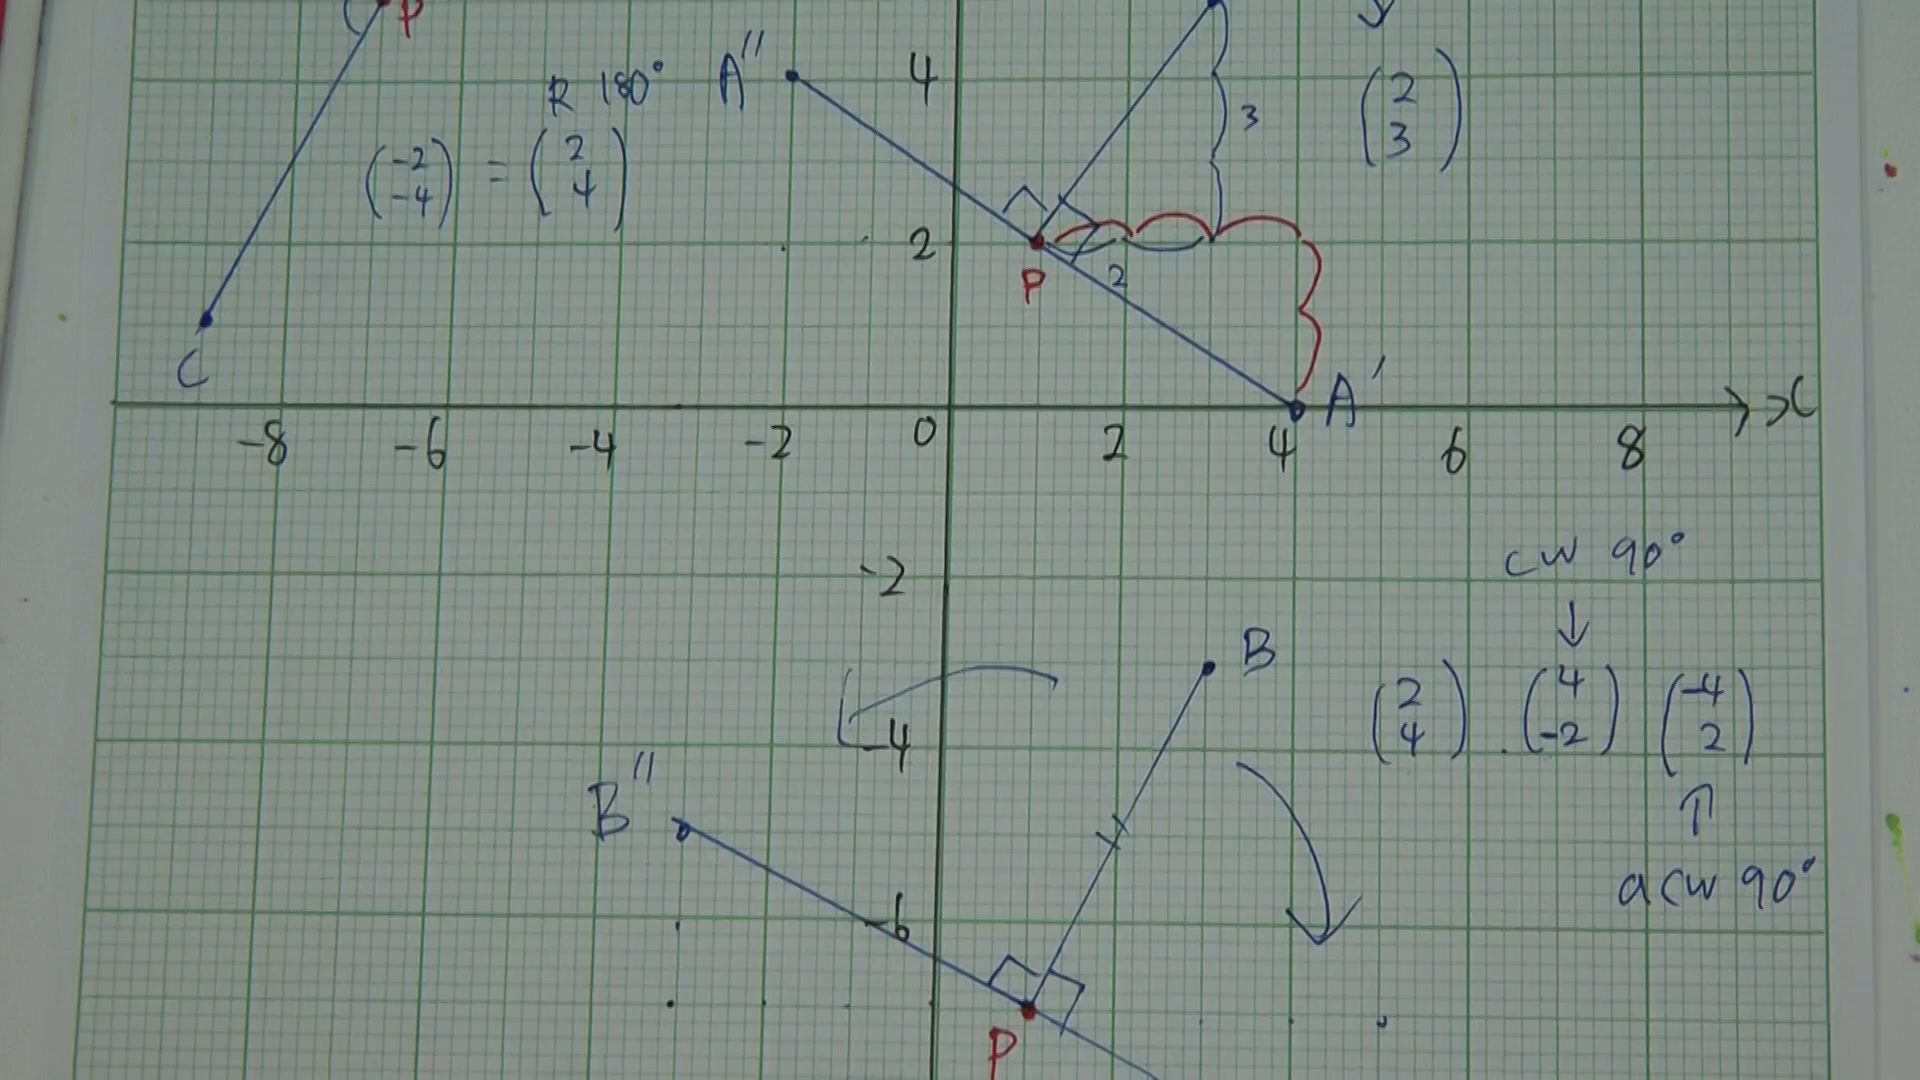 P
R 180°
A''
4
(2
3)
3
(-2
-4) = (2
4)
2
2
P
C
A'
x
-8 -6 -4 -2 0 2 4 6 8
-2
cw 90°
↓
B
(2
4) . (4
-2) (-4
2)
-4
B''
↑
acw 90°
-6
P